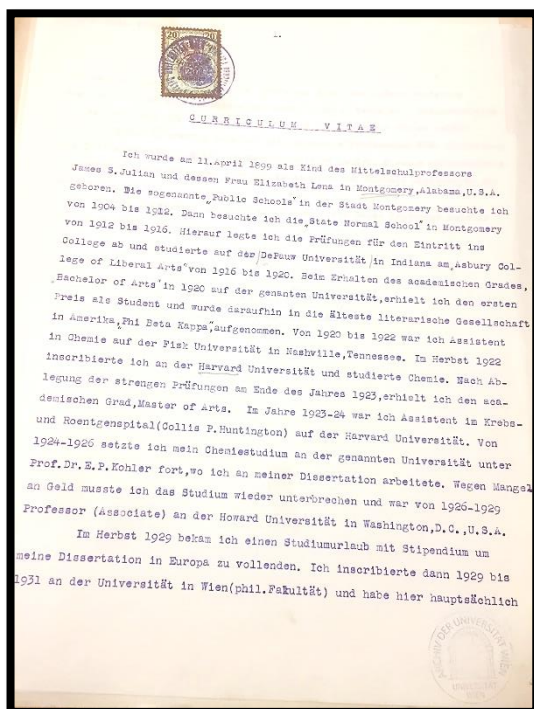 20 20
CURRICULUM VITAE
Ich wurde am 11.April 1899 als Kind des Mittelschulprofessors
James S.Julian und dessen Frau Elizabeth Lena in Montgomery,Alabama,U.S.A.
geboren. Die sogenannte „Public Schools" in der Stadt Montgomery besuchte ich
von 1904 bis 1912. Dann besuchte ich die „State Normal School" in Montgomery
von 1912 bis 1916. Hierauf legte ich die Prüfungen für den Eintritt ins
College ab und studierte auf der /DePauw Universität/ in Indiana am „Asbury Col-
lege of Liberal Arts" von 1916 bis 1920. Beim Erhalten des academischen Grades,
„Bachelor of Arts" in 1920 auf der genanten Universität,erhielt ich den ersten
Preis als Student und wurde daraufhin in die Älteste literarische Gesellschaft
in Amerika,„Phi Beta Kappa",aufgenommen. Von 1920 bis 1922 war ich Assistent
in Chemie auf der Fisk Universität in Nashville,Tennessee. Im Herbst 1922
inscribierte ich an der Harvard Universität und studierte Chemie. Nach Ab-
legung der strengen Prüfungen am Ende des Jahres 1923,erhielt ich den aca-
demischen Grad,Master of Arts. Im Jahre 1923-24 war ich Assistent im Krebs-
und Roentgenspital(Collis P.Huntington) auf der Harvard Universität. Von
1924-1926 setzte ich mein Chemiestudium an der genannten Universität unter
Prof.Dr.E.P.Kohler fort,wo ich an meiner Dissertation arbeitete. Wegen Mangel
an Geld musste ich das Studium wieder unterbrechen und war von 1926-1929
Professor (Associate) an der Howard Universität in Washington,D.C.,U.S.A.
Im Herbst 1929 bekam ich einen Studiumurlaub mit Stipendium um
meine Dissertation in Europa zu vollenden. Ich inscribierte dann 1929 bis
1931 an der Universität in Wien(phil.Fakultät) und habe hier hauptsächlich
ARCHIV DER UNIVERSITÄT WIEN